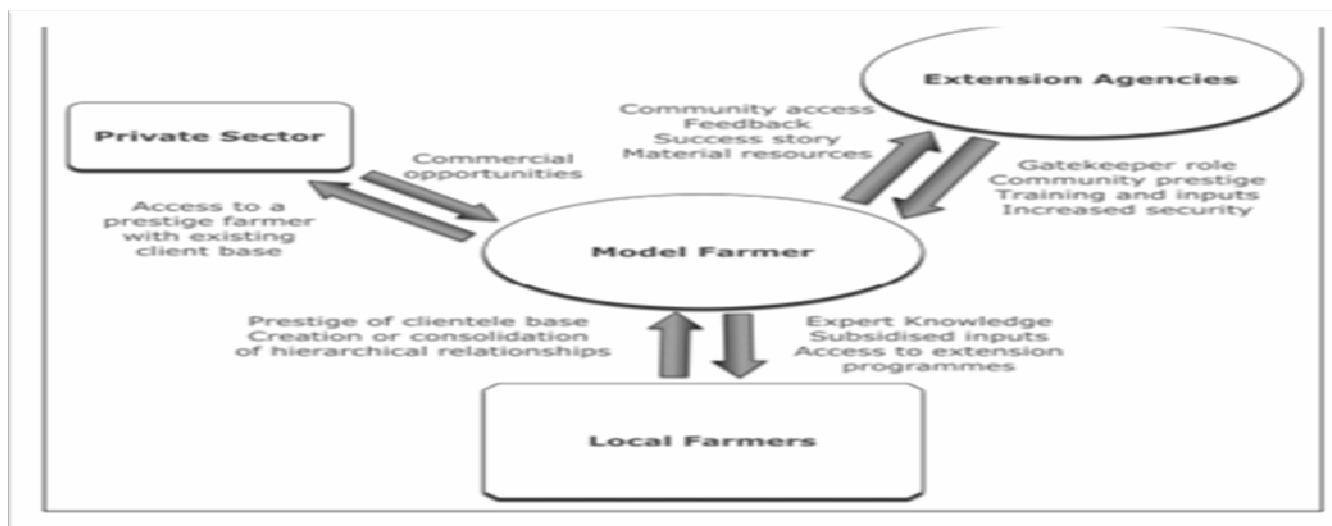 Extension Agencies
Private Sector
Community access
Feedback
Success story
Material resources
Commercial
opportunities
Gatekeeper role
Community prestige
Training and inputs
Increased security
Access to a
prestige farmer
with existing
client base
Model Farmer
Prestige of clientele base
Creation or consolidation
of hierarchical relationships
Expert Knowledge
Subsidised inputs
Access to extension
programmes
Local Farmers